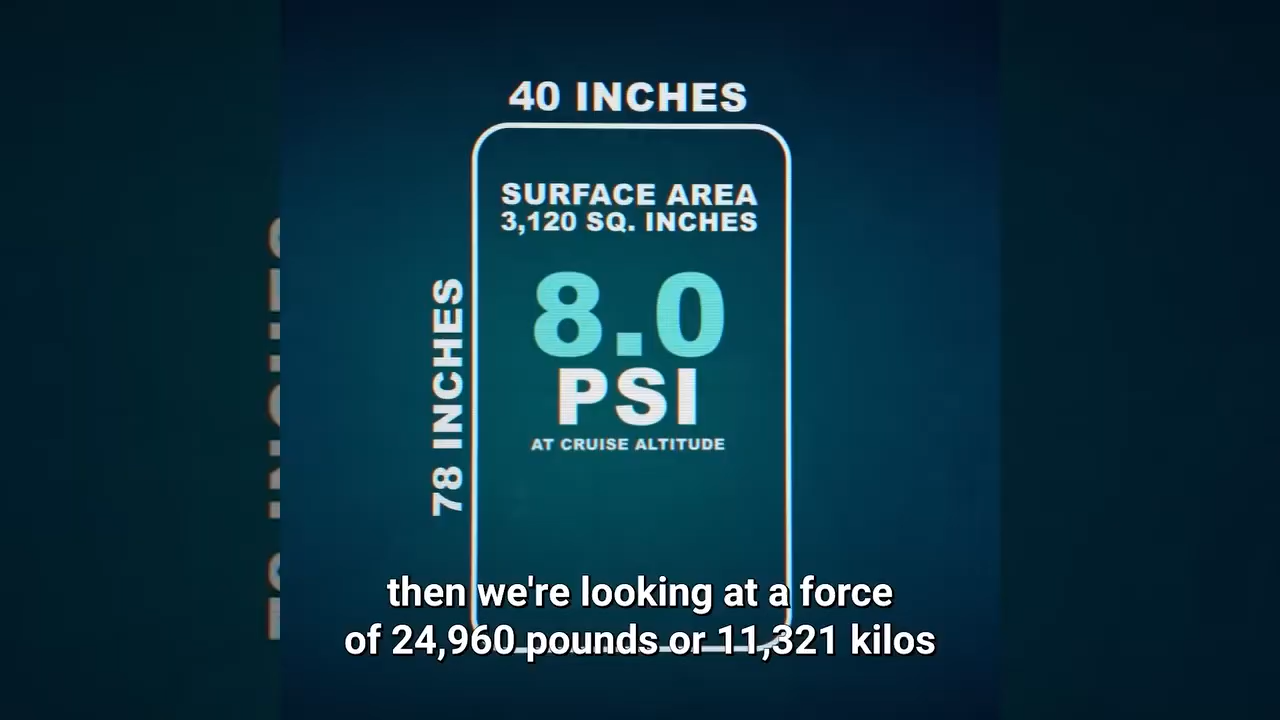 40 INCHES
SURFACE AREA
3,120 SQ. INCHES
8.0
PSI
AT CRUISE ALTITUDE
78 INCHES
then we're looking at a force
of 24,960 pounds or 11,321 kilos